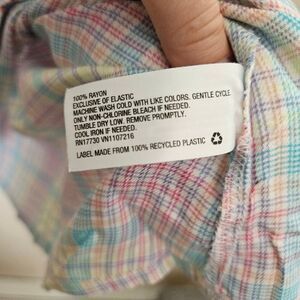 100% RAYON
EXCLUSIVE OF ELASTIC
MACHINE WASH COLD WITH LIKE COLORS. GENTLE CYCLE
ONLY NON-CHLORINE BLEACH IF NEEDED.
TUMBLE DRY LOW. REMOVE PROMPTLY.
COOL IRON IF NEEDED.
RN17730 VN1107216
LABEL MADE FROM 100% RECYCLED PLASTIC